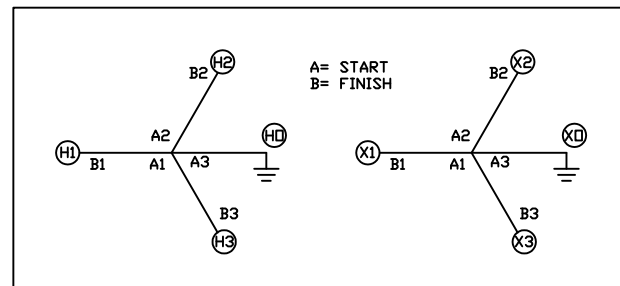 H2
B2
A= START
B= FINISH
H0
A2
H1
B1
A1
A3
B3
H3
X2
B2
X0
A2
X1
B1
A1
A3
B3
X3